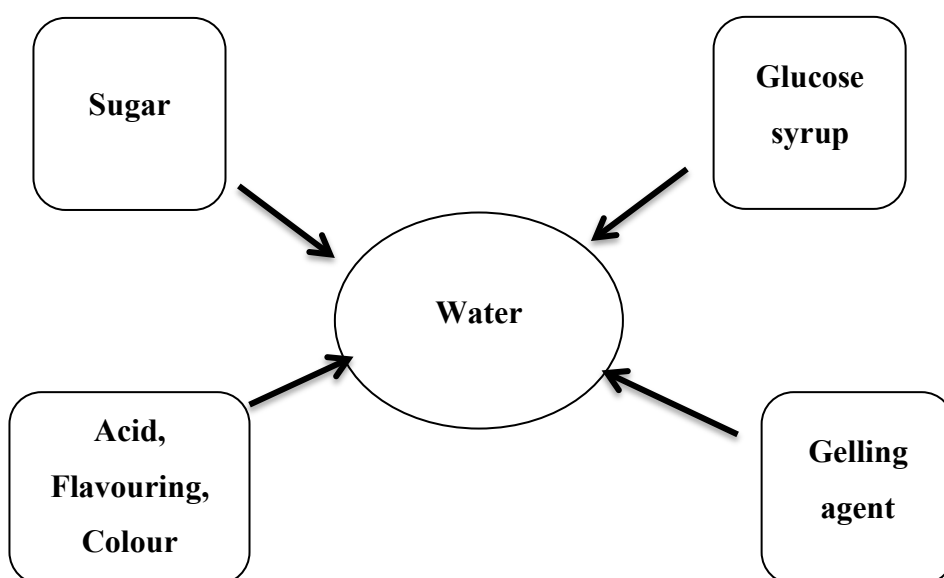 Sugar
Glucose
syrup
Water
Acid,
Flavouring,
Colour
Gelling
agent